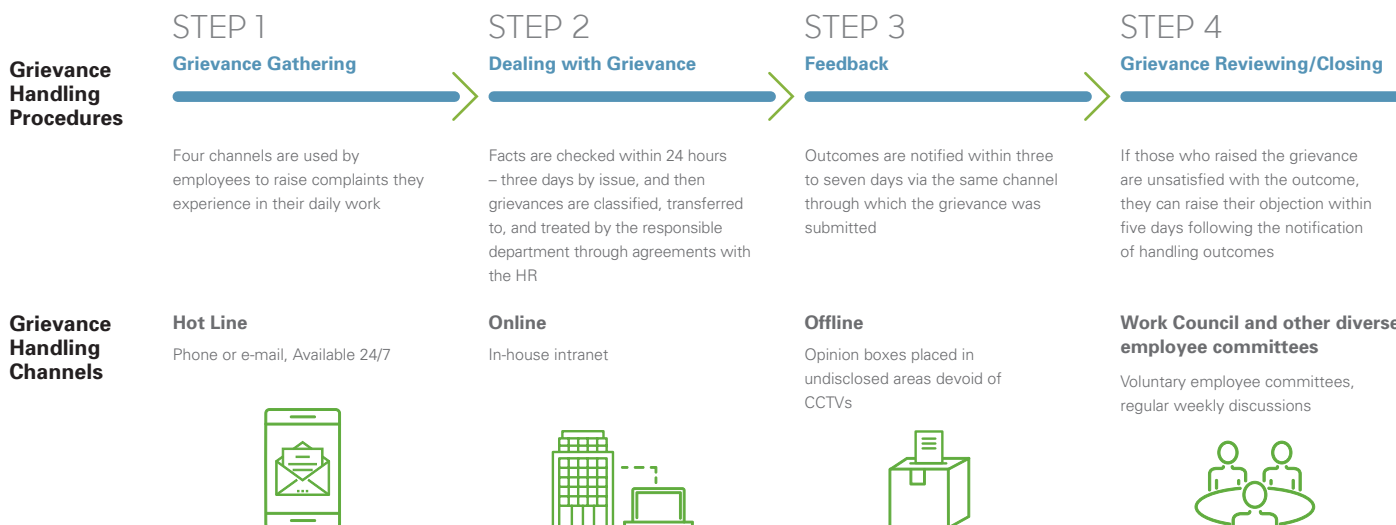 Grievance
Handling
Procedures
STEP 1
Grievance Gathering
Four channels are used by
employees to raise complaints they
experience in their daily work
STEP 2
Dealing with Grievance
Facts are checked within 24 hours
– three days by issue, and then
grievances are classified, transferred
to, and treated by the responsible
department through agreements with
the HR
STEP 3
Feedback
Outcomes are notified within three
to seven days via the same channel
through which the grievance was
submitted
STEP 4
Grievance Reviewing/Closing
If those who raised the grievance
are unsatisfied with the outcome,
they can raise their objection within
five days following the notification
of handling outcomes
Grievance
Handling
Channels
Hot Line
Phone or e-mail, Available 24/7
Online
In-house intranet
Offline
Opinion boxes placed in
undisclosed areas devoid of
CCTVs
Work Council and other diverse
employee committees
Voluntary employee committees,
regular weekly discussions